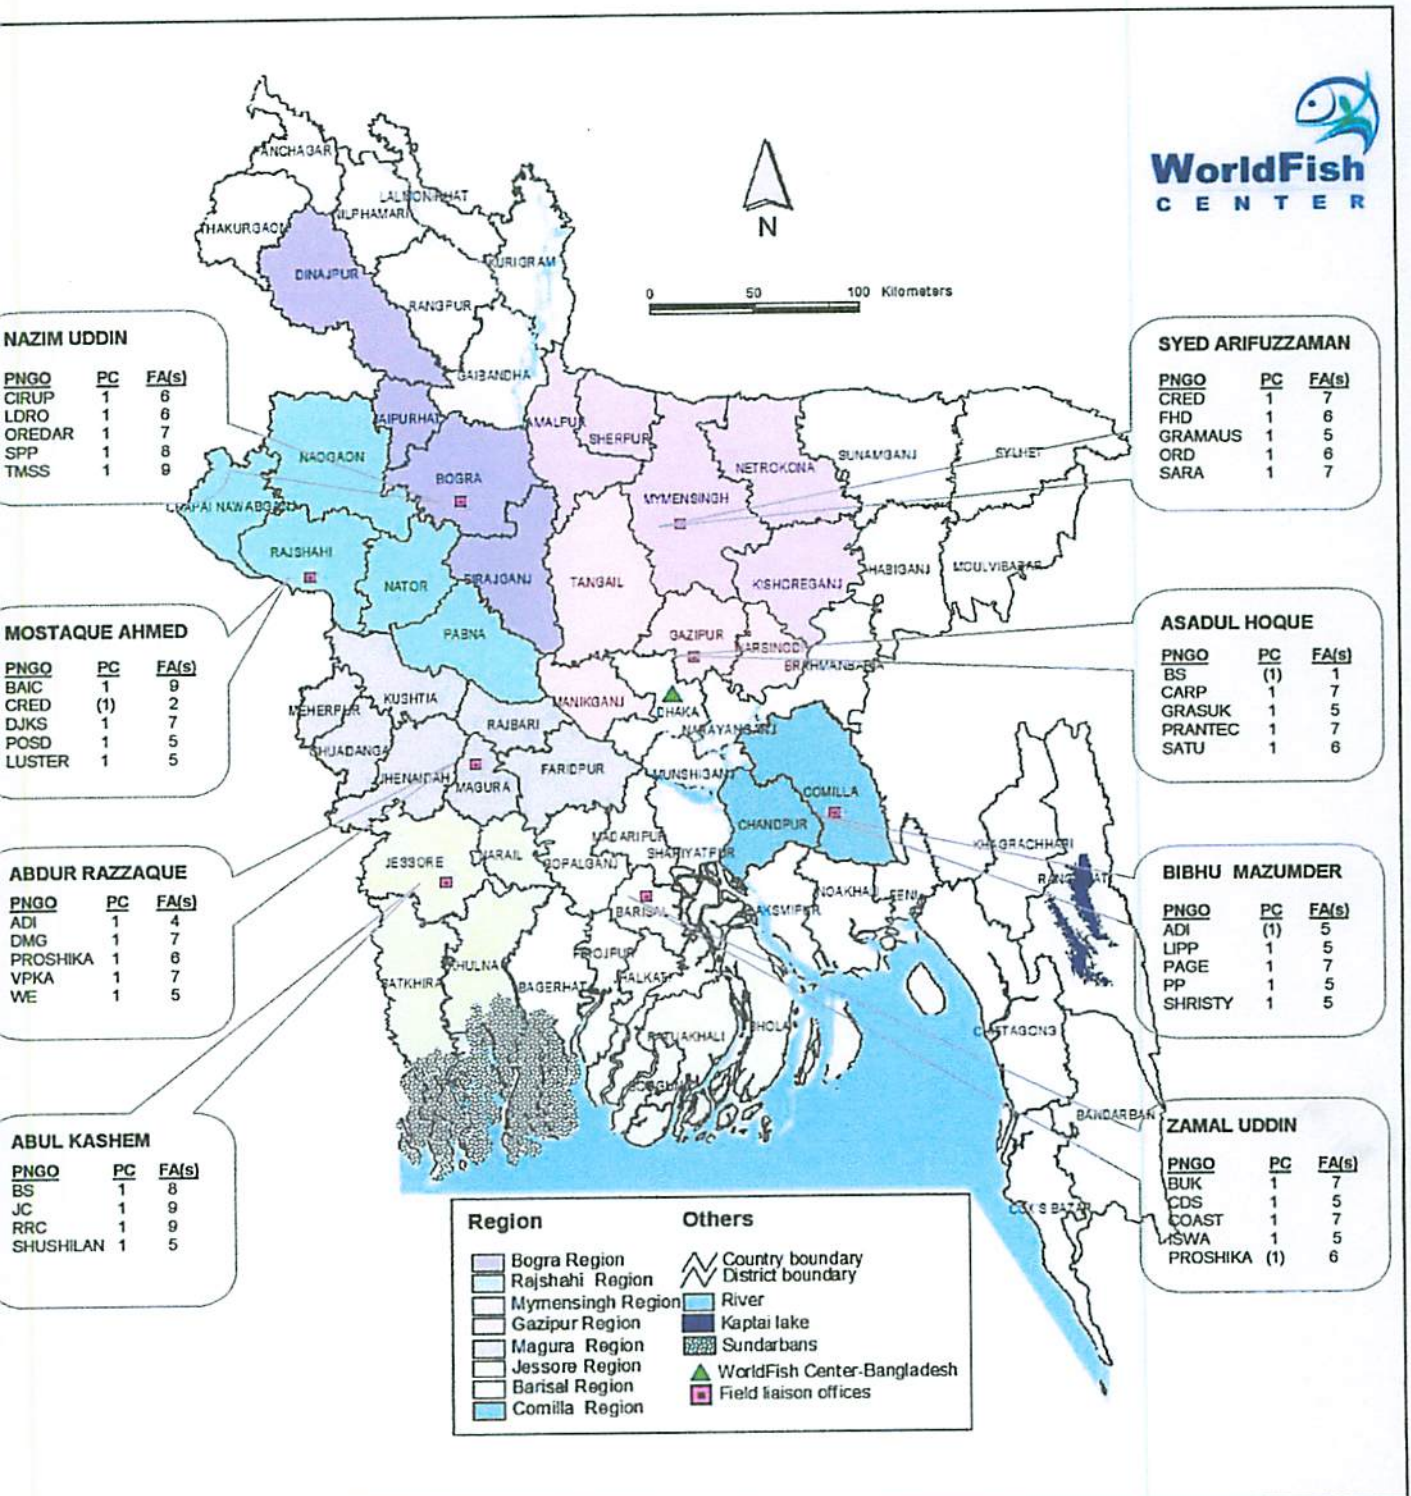 WorldFish
CENTER
N
0 50 100 Kilometers
PANCHAGAR
THAKURGAON
NILPHAMARI
LALMONIRHAT
DINAJPUR
RANGPUR
KURIGRAM
GAIBANDHA
JAIPURHAT
NAOGAON
BOGRA
JAMALPUR
SHERPUR
NETROKONA
SUNAMGANJ
SYLHET
MYMENSINGH
CHAPAI NAWABGONJ
RAJSHAHI
NATOR
SIRAJGANJ
TANGAIL
KISHOREGANJ
HABIGANJ
MOULVIBAZAR
PABNA
GAZIPUR
NARSINGDI
BRAHMANBARIA
KUSHTIA
MEHERPUR
RAJBARI
MANIKGANJ
DHAKA
NARAYANGANJ
CHUADANGA
JHENAIDAH
MAGURA
FARIDPUR
MUNSHIGANJ
COMILLA
CHANDPUR
JESSORE
NARAIL
GOPALGANJ
MADARIPUR
SHARIYATPUR
KHAGRACHHARI
NOAKHALI
FENI
LAKSMIPUR
BARISAL
SATKHIRA
KHULNA
BAGERHAT
PIROJPUR
JHALKATI
BHOLA
PATUAKHALI
CHITTAGONG
BANDARBAN
COX'S BAZAR
NAZIM UDDIN
PNGO PC FA(s)
CIRUP 1 6
LDRO 1 6
OREDAR 1 7
SPP 1 8
TMSS 1 9
MOSTAQUE AHMED
PNGO PC FA(s)
BAIC 1 9
CRED (1) 2
DJKS 1 7
POSD 1 5
LUSTER 1 5
ABDUR RAZZAQUE
PNGO PC FA(s)
ADI 1 4
DMG 1 7
PROSHIKA 1 6
VPKA 1 7
WE 1 5
ABUL KASHEM
PNGO PC FA(s)
BS 1 8
JC 1 9
RRC 1 9
SHUSHILAN 1 5
SYED ARIFUZZAMAN
PNGO PC FA(s)
CRED 1 7
FHD 1 6
GRAMAUS 1 5
ORD 1 6
SARA 1 7
ASADUL HOQUE
PNGO PC FA(s)
BS (1) 1
CARP 1 7
GRASUK 1 5
PRANTEC 1 7
SATU 1 6
BIBHU MAZUMDER
PNGO PC FA(s)
ADI (1) 5
LIPP 1 5
PAGE 1 7
PP 1 5
SHRISTY 1 5
ZAMAL UDDIN
PNGO PC FA(s)
BUK 1 7
CDS 1 5
COAST 1 7
ISWA 1 5
PROSHIKA (1) 6
Region
Bogra Region
Rajshahi Region
Mymensingh Region
Gazipur Region
Magura Region
Jessore Region
Barisal Region
Comilla Region
Others
Country boundary
District boundary
River
Kaptai lake
Sundarbans
WorldFish Center-Bangladesh
Field liaison offices